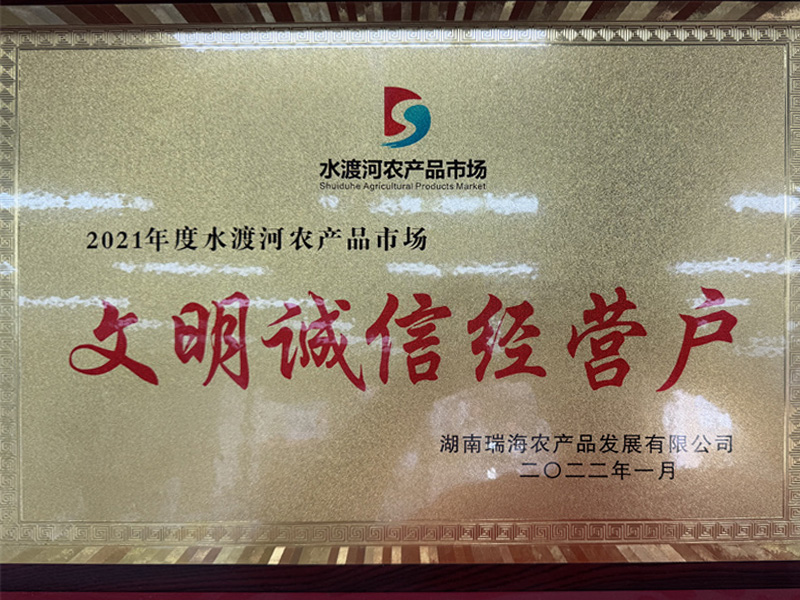 水渡河农产品市场
Shuiduhe Agricultural Products Market
2021年度水渡河农产品市场
文明诚信经营户
湖南瑞海农产品发展有限公司
二〇二二年一月